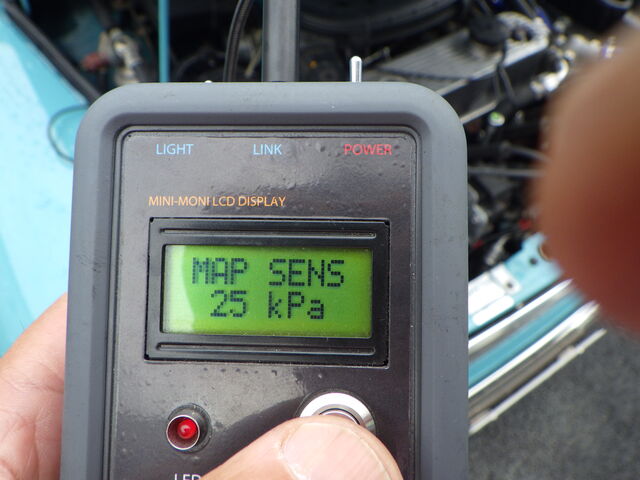 LIGHT LINK POWER
MINI-MONI LCD DISPLAY
MAP SENS
25 kPa